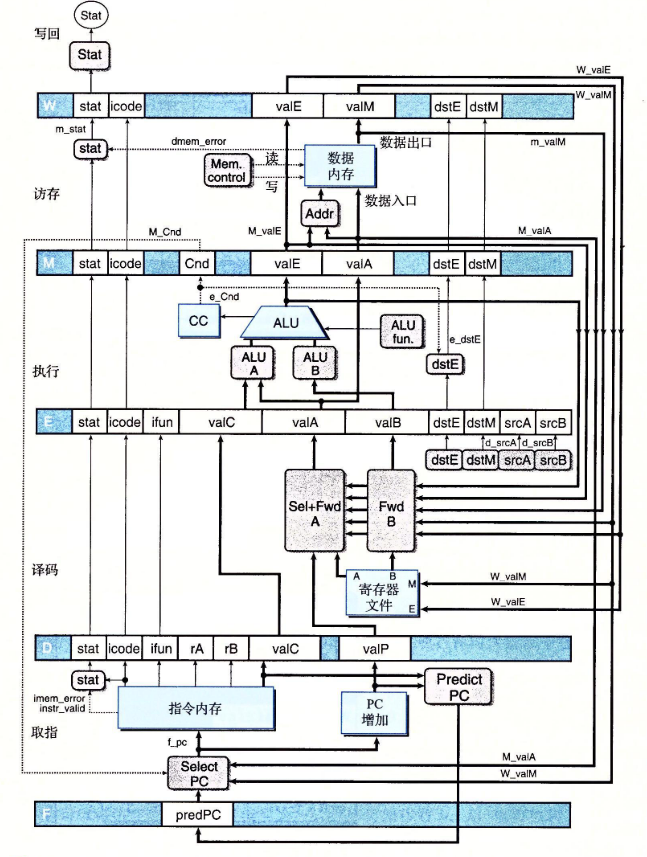 Stat
写回
Stat
W_valE
W stat icode valE valM dstE dstM
W_valM
m_stat
dmem_error
数据出口
m_valM
stat
Mem.
control
读
写
数据
内存
访存
Addr
数据入口
M_Cnd
M_valE
M_valA
M stat icode Cnd valE valA dstE dstM
e_Cnd
CC
ALU
ALU
fun.
e_dstE
ALU
A
ALU
B
dstE
执行
E stat icode ifun valC valA valB dstE dstM srcA srcB
d_srcA d_srcB
dstE dstM srcA srcB
Sel+Fwd
A
Fwd
B
译码
A B
寄存器
文件
M
E
W_valM
W_valE
D stat icode ifun rA rB valC valP
stat
imem_error
instr_valid
指令内存
PC
增加
Predict
PC
取指
f_pc
Select
PC
M_valA
W_valM
F predPC